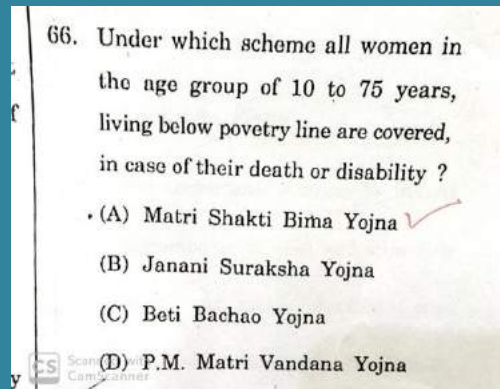 66. Under which scheme all women in
the age group of 10 to 75 years,
living below povetry line are covered,
in case of their death or disability ?
(A) Matri Shakti Bima Yojna
(B) Janani Suraksha Yojna
(C) Beti Bachao Yojna
(D) P.M. Matri Vandana Yojna
CS CamScanner
f
y